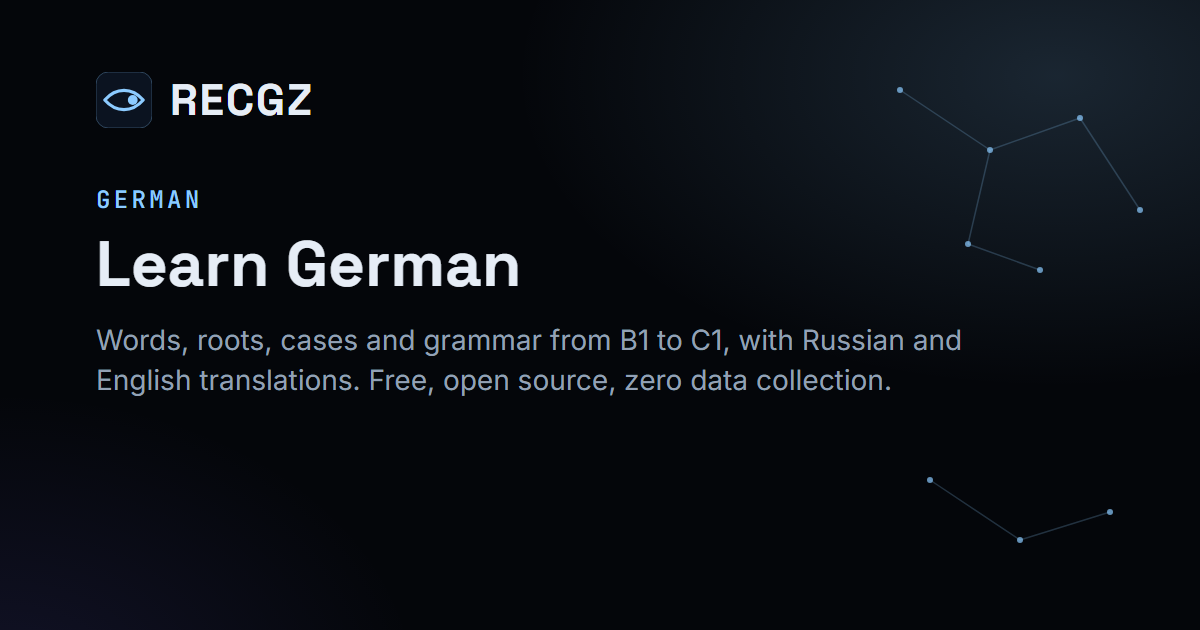 RECGZ
GERMAN
Learn German
Words, roots, cases and grammar from B1 to C1, with Russian and
English translations. Free, open source, zero data collection.